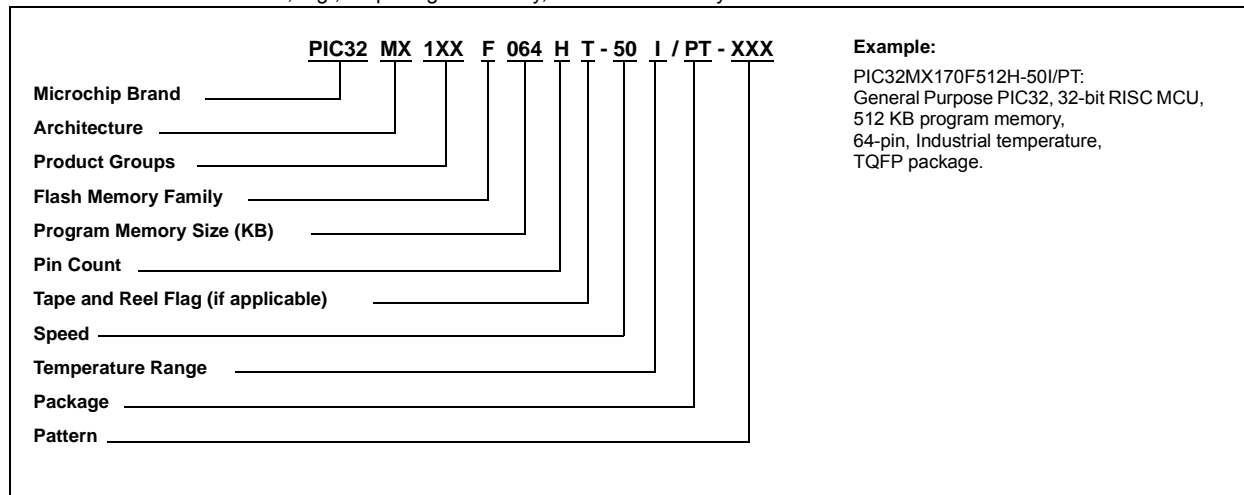 PIC32 MX 1XX F 064 H T - 50 I / PT - XXX
Microchip Brand
Architecture
Product Groups
Flash Memory Family
Program Memory Size (KB)
Pin Count
Tape and Reel Flag (if applicable)
Speed
Temperature Range
Package
Pattern
Example:
PIC32MX170F512H-50I/PT:
General Purpose PIC32, 32-bit RISC MCU,
512 KB program memory,
64-pin, Industrial temperature,
TQFP package.